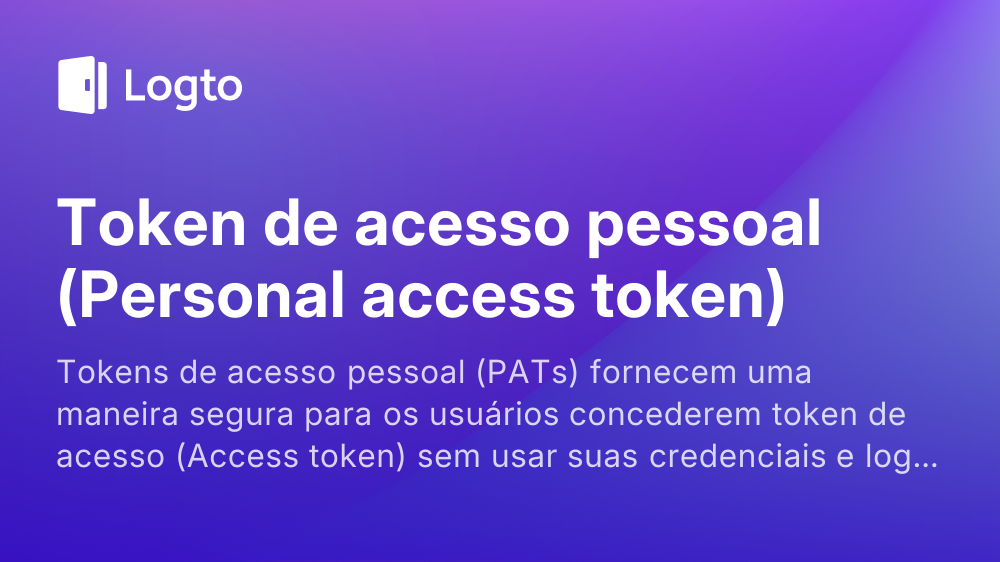 Logto
Token de acesso pessoal
(Personal access token)
Tokens de acesso pessoal (PATs) fornecem uma
maneira segura para os usuários concederem token de
acesso (Access token) sem usar suas credenciais e log...